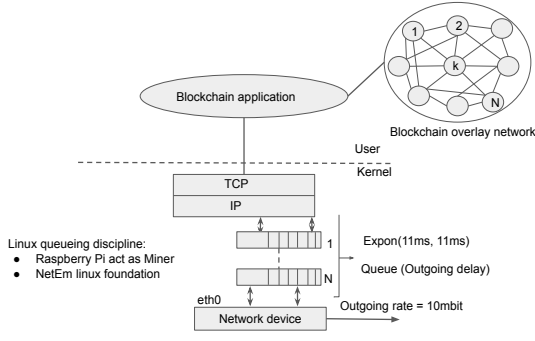 1
2
k
N
Blockchain application
Blockchain overlay network
User
Kernel
TCP
IP
Linux queueing discipline:
● Raspberry Pi act as Miner
● NetEm linux foundation
1
Expon(11ms, 11ms)
Queue (Outgoing delay)
N
eth0
Outgoing rate = 10mbit
Network device